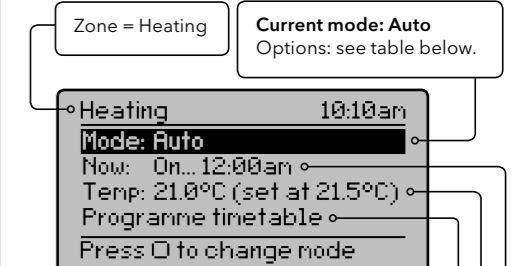 Zone = Heating
Current mode: Auto
Options: see table below.
Heating 10:10am
Mode: Auto
Now: On... 12:00am
Temp: 21.0°C (set at 21.5°C)
Programme timetable
Press □ to change mode